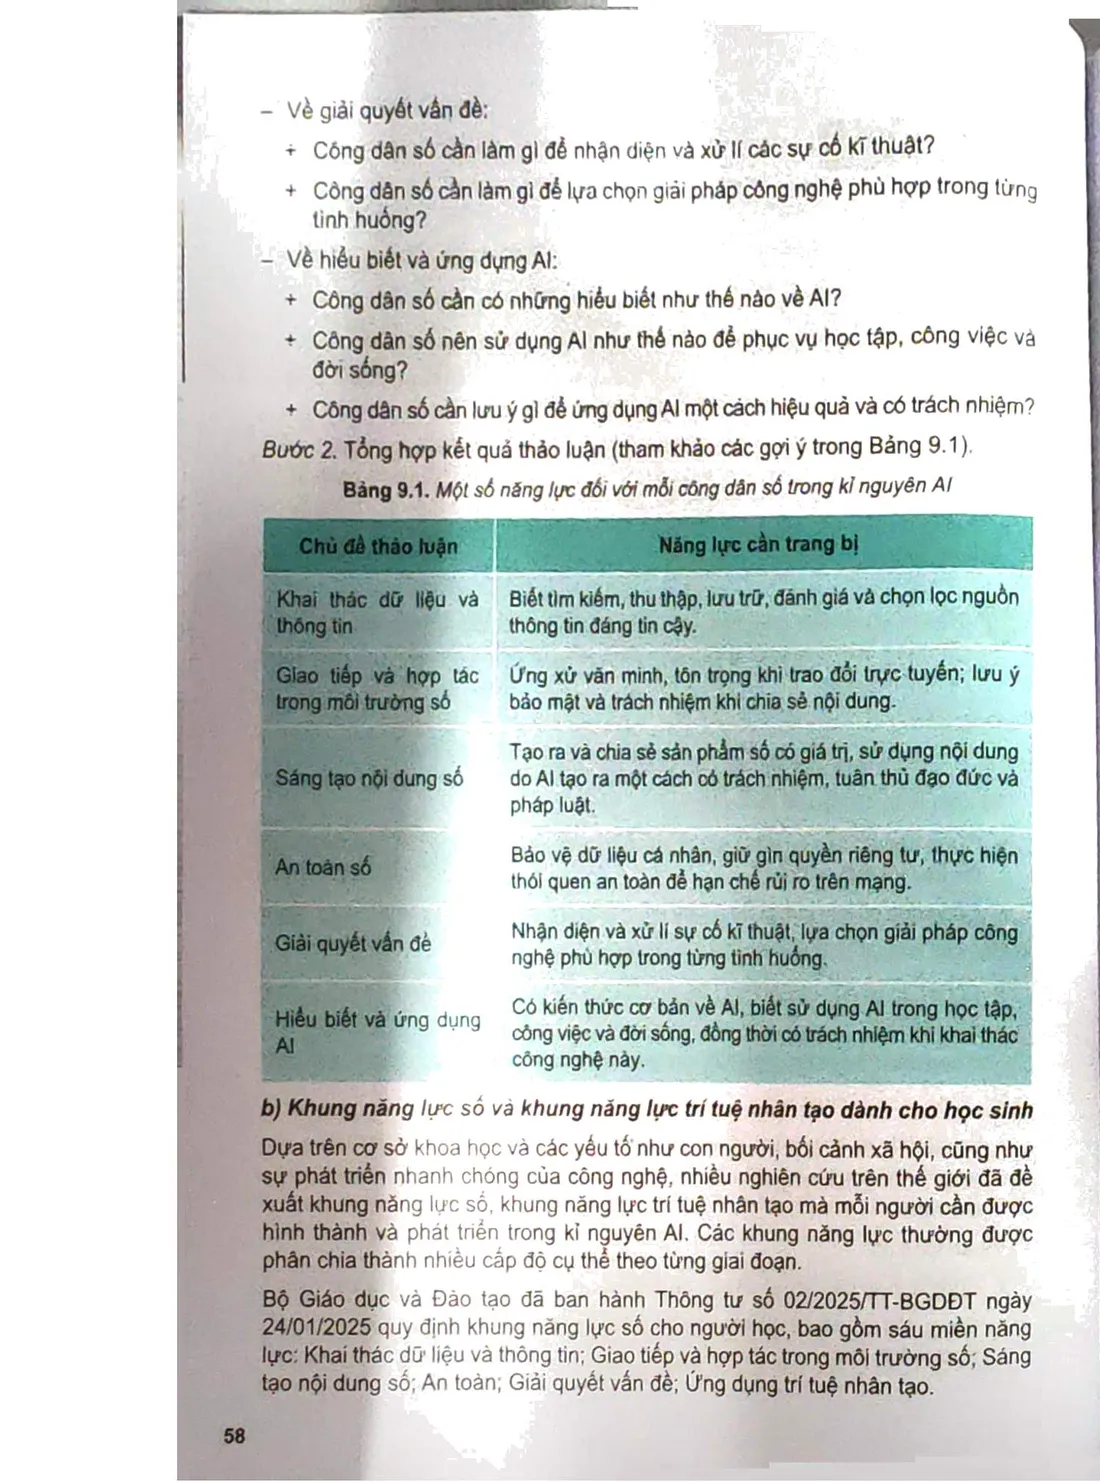 – Về giải quyết vấn đề:
+ Công dân số cần làm gì để nhận diện và xử lí các sự cố kĩ thuật?
+ Công dân số cần làm gì để lựa chọn giải pháp công nghệ phù hợp trong từng
tình huống?
– Về hiểu biết và ứng dụng AI:
+ Công dân số cần có những hiểu biết như thế nào về AI?
+ Công dân số nên sử dụng AI như thế nào để phục vụ học tập, công việc và
đời sống?
+ Công dân số cần lưu ý gì để ứng dụng AI một cách hiệu quả và có trách nhiệm?
Bước 2. Tổng hợp kết quả thảo luận (tham khảo các gợi ý trong Bảng 9.1).
Bảng 9.1. Một số năng lực đối với mỗi công dân số trong kỉ nguyên AI
Chủ đề thảo luận
Năng lực cần trang bị
Khai thác dữ liệu và
thông tin
Biết tìm kiếm, thu thập, lưu trữ, đánh giá và chọn lọc nguồn
thông tin đáng tin cậy.
Giao tiếp và hợp tác
trong môi trường số
Ứng xử văn minh, tôn trọng khi trao đổi trực tuyến; lưu ý
bảo mật và trách nhiệm khi chia sẻ nội dung.
Sáng tạo nội dung số
Tạo ra và chia sẻ sản phẩm số có giá trị, sử dụng nội dung
do AI tạo ra một cách có trách nhiệm, tuân thủ đạo đức và
pháp luật.
An toàn số
Bảo vệ dữ liệu cá nhân, giữ gìn quyền riêng tư, thực hiện
thói quen an toàn để hạn chế rủi ro trên mạng.
Giải quyết vấn đề
Nhận diện và xử lí sự cố kĩ thuật, lựa chọn giải pháp công
nghệ phù hợp trong từng tình huống.
Hiểu biết và ứng dụng
AI
Có kiến thức cơ bản về AI, biết sử dụng AI trong học tập,
công việc và đời sống, đồng thời có trách nhiệm khi khai thác
công nghệ này.
b) Khung năng lực số và khung năng lực trí tuệ nhân tạo dành cho học sinh
Dựa trên cơ sở khoa học và các yếu tố như con người, bối cảnh xã hội, cũng như
sự phát triển nhanh chóng của công nghệ, nhiều nghiên cứu trên thế giới đã đề
xuất khung năng lực số, khung năng lực trí tuệ nhân tạo mà mỗi người cần được
hình thành và phát triển trong kỉ nguyên AI. Các khung năng lực thường được
phân chia thành nhiều cấp độ cụ thể theo từng giai đoạn.
Bộ Giáo dục và Đào tạo đã ban hành Thông tư số 02/2025/TT-BGDĐT ngày
24/01/2025 quy định khung năng lực số cho người học, bao gồm sáu miền năng
lực: Khai thác dữ liệu và thông tin; Giao tiếp và hợp tác trong môi trường số; Sáng
tạo nội dung số; An toàn; Giải quyết vấn đề; Ứng dụng trí tuệ nhân tạo.
58